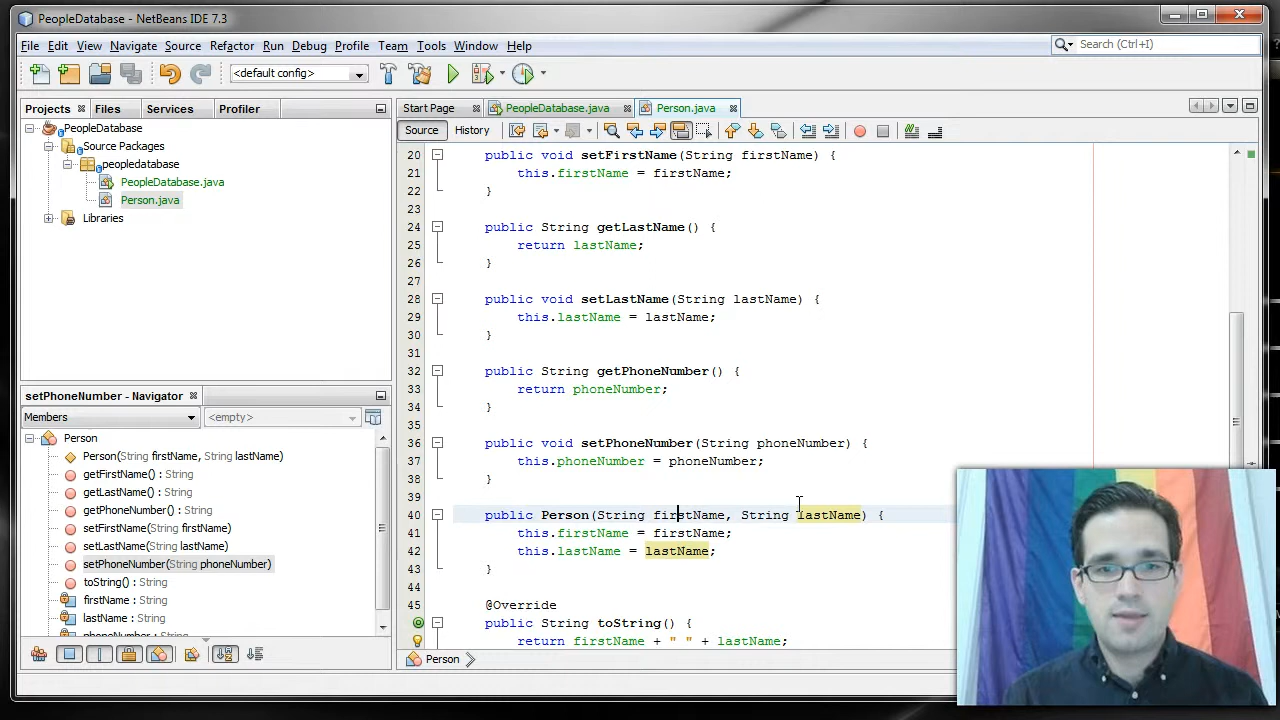 PeopleDatabase - NetBeans IDE 7.3
File Edit View Navigate Source Refactor Run Debug Profile Team Tools Window Help
Search (Ctrl+I)
<default config>
Projects Files Services Profiler
Start Page PeopleDatabase.java Person.java
Source History
PeopleDatabase
Source Packages
peopledatabase
PeopleDatabase.java
Person.java
Libraries
20 public void setFirstName(String firstName) {
21 this.firstName = firstName;
22 }
23
24 public String getLastName() {
25 return lastName;
26 }
27
28 public void setLastName(String lastName) {
29 this.lastName = lastName;
30 }
31
32 public String getPhoneNumber() {
33 return phoneNumber;
34 }
35
36 public void setPhoneNumber(String phoneNumber) {
37 this.phoneNumber = phoneNumber;
38 }
39
40 public Person(String firstName, String lastName) {
41 this.firstName = firstName;
42 this.lastName = lastName;
43 }
44
45 @Override
public String toString() {
return firstName + " " + lastName;
Person
setPhoneNumber - Navigator
Members
<empty>
Person
Person(String firstName, String lastName)
getFirstName() : String
getLastName() : String
getPhoneNumber() : String
setFirstName(String firstName)
setLastName(String lastName)
setPhoneNumber(String phoneNumber)
toString() : String
firstName : String
lastName : String
phoneNumber : String